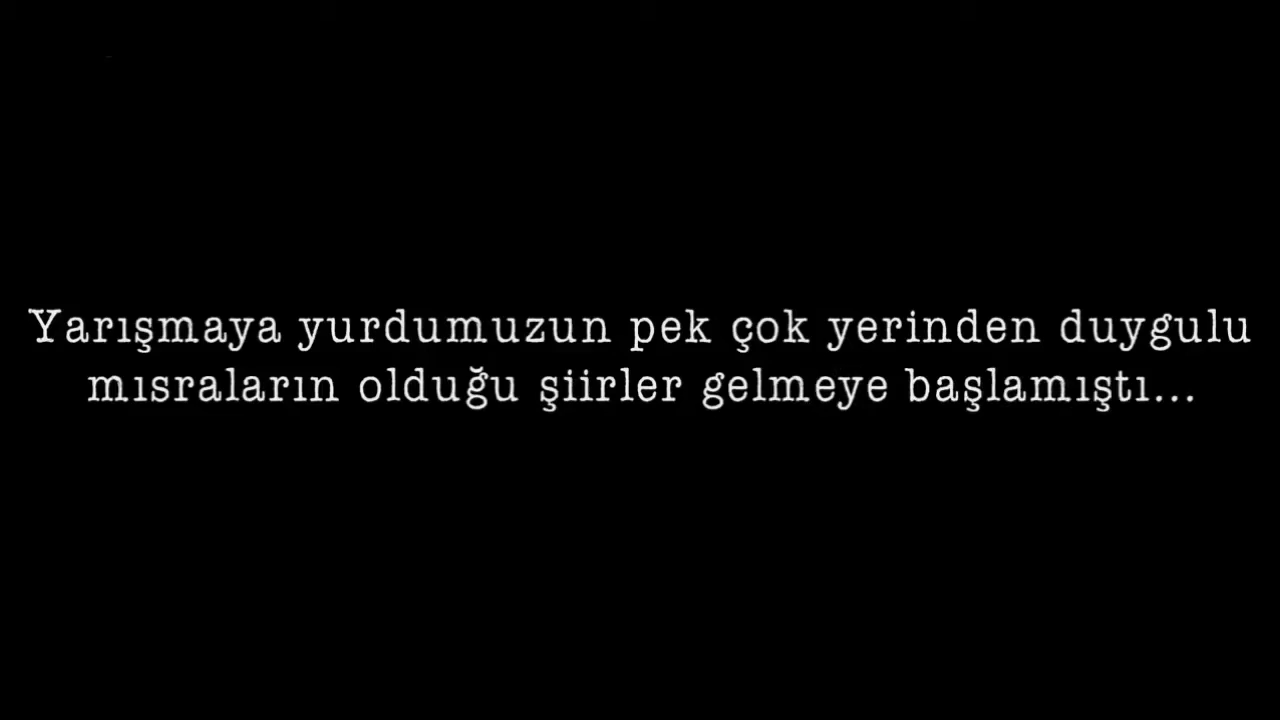 Yarışmaya yurdumuzun pek çok yerinden duygulu
mısraların olduğu şiirler gelmeye başlamıştı...